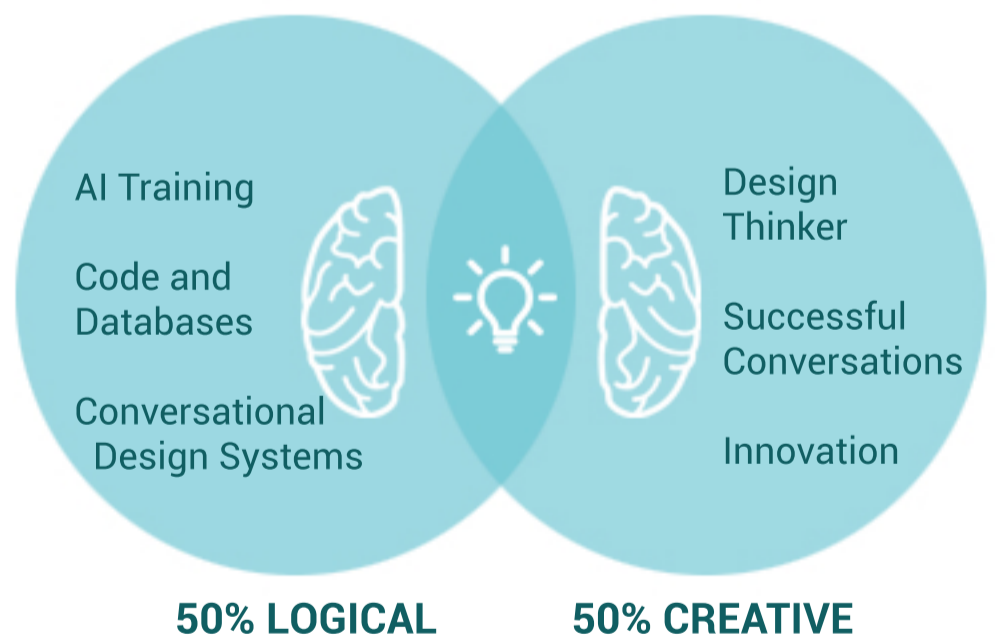 AI Training
Code and
Databases
Conversational
Design Systems
Design
Thinker
Successful
Conversations
Innovation
50% LOGICAL
50% CREATIVE